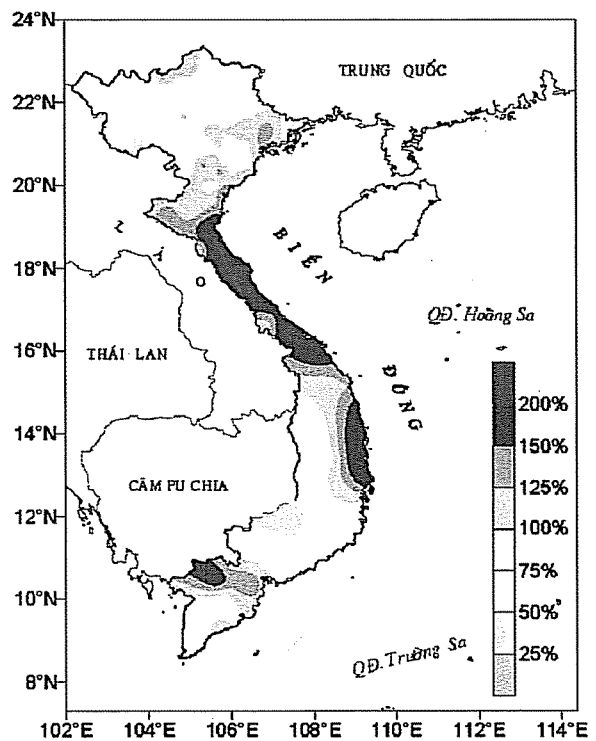 24°N
22°N
20°N
18°N
16°N
14°N
12°N
10°N
8°N
TRUNG QUỐC
L À O
BIỂN
QĐ. Hoàng Sa
THÁI LAN
ĐÔNG
CĂM PU CHIA
QĐ. Trường Sa
200%
150%
125%
100%
75%
50%
25%
102°E 104°E 106°E 108°E 110°E 112°E 114°E